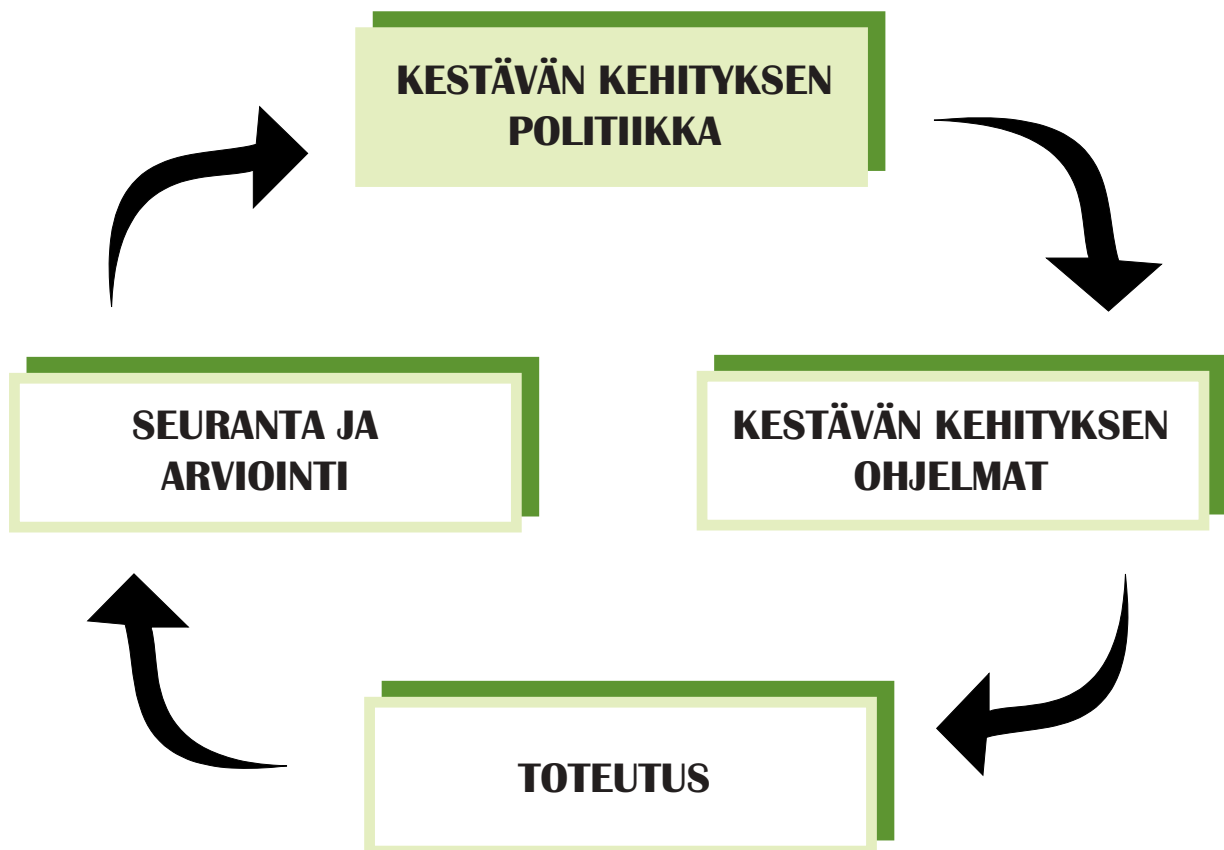 KESTÄVÄN KEHITYKSEN
POLITIIKKA
SEURANTA JA
ARVIOINTI
KESTÄVÄN KEHITYKSEN
OHJELMAT
TOTEUTUS